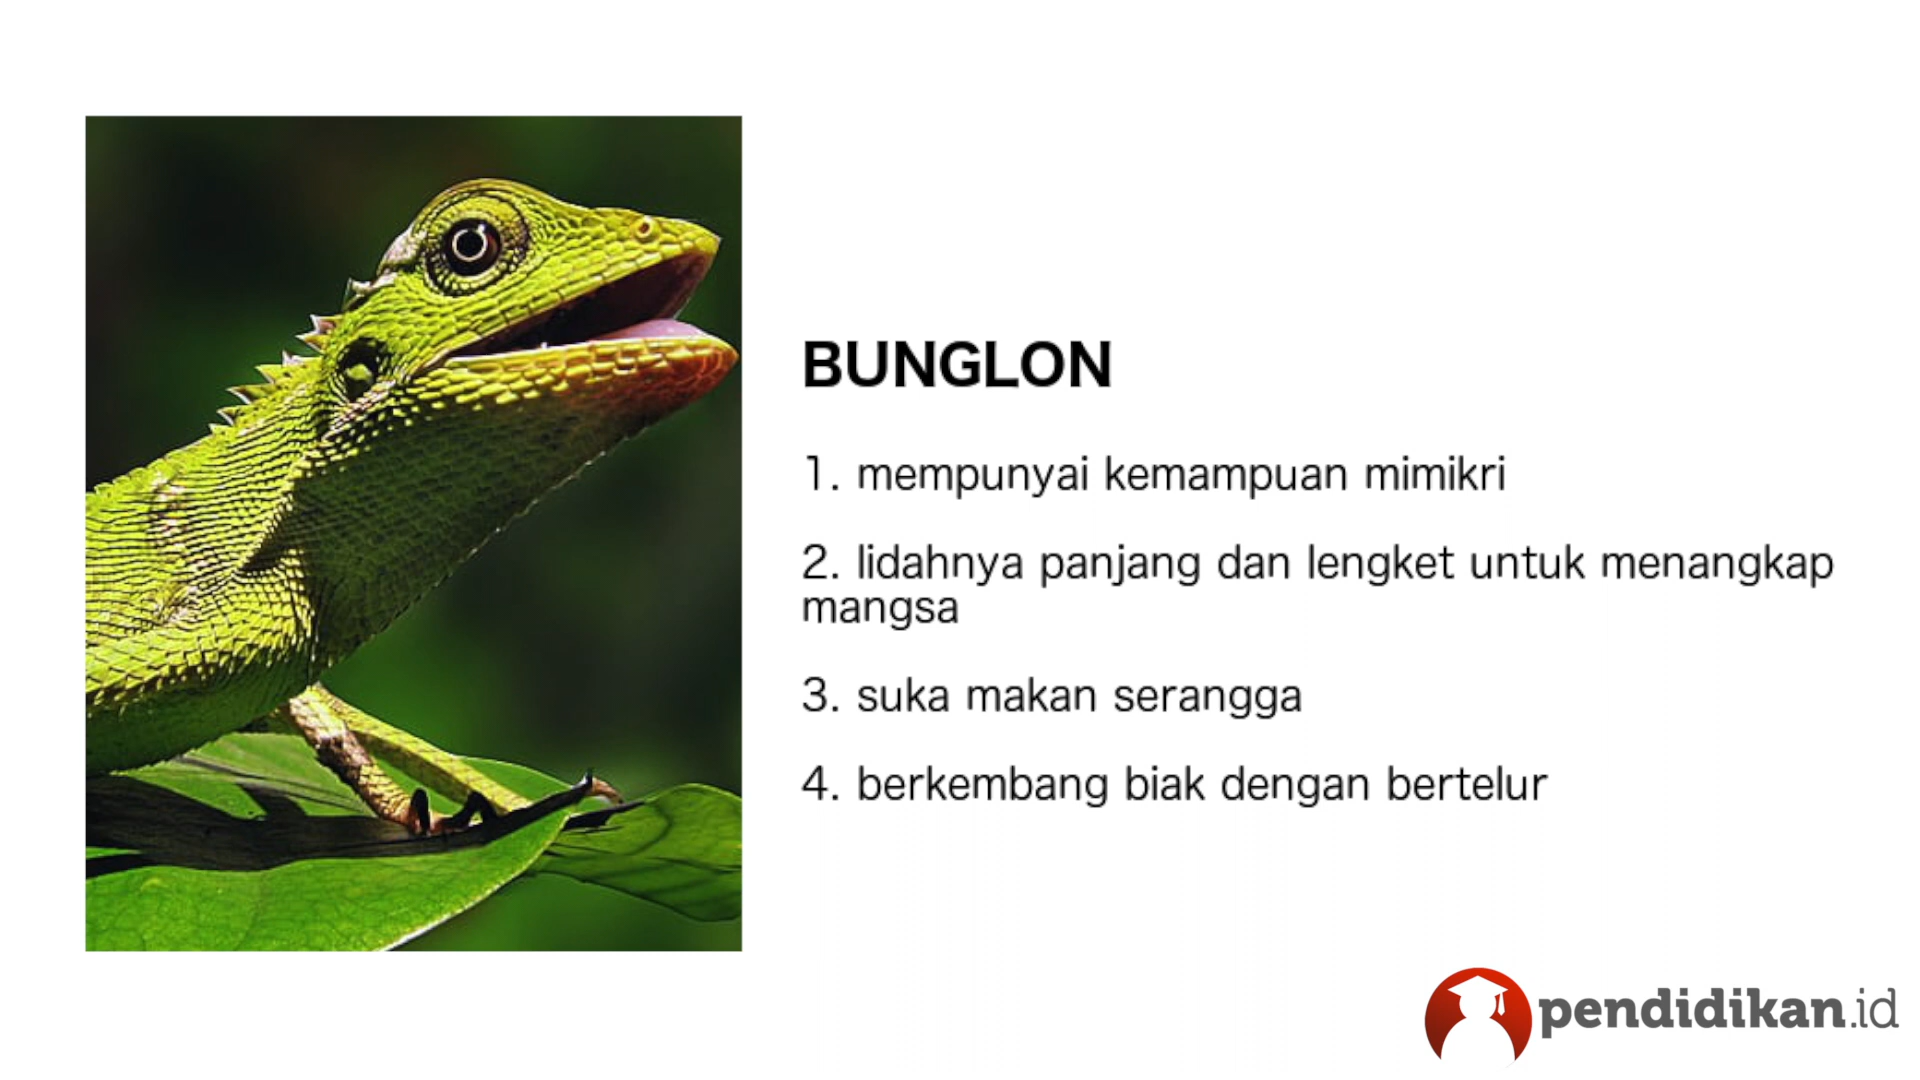 BUNGLON
1. mempunyai kemampuan mimikri
2. lidahnya panjang dan lengket untuk menangkap
mangsa
3. suka makan serangga
4. berkembang biak dengan bertelur
pendidikan.id